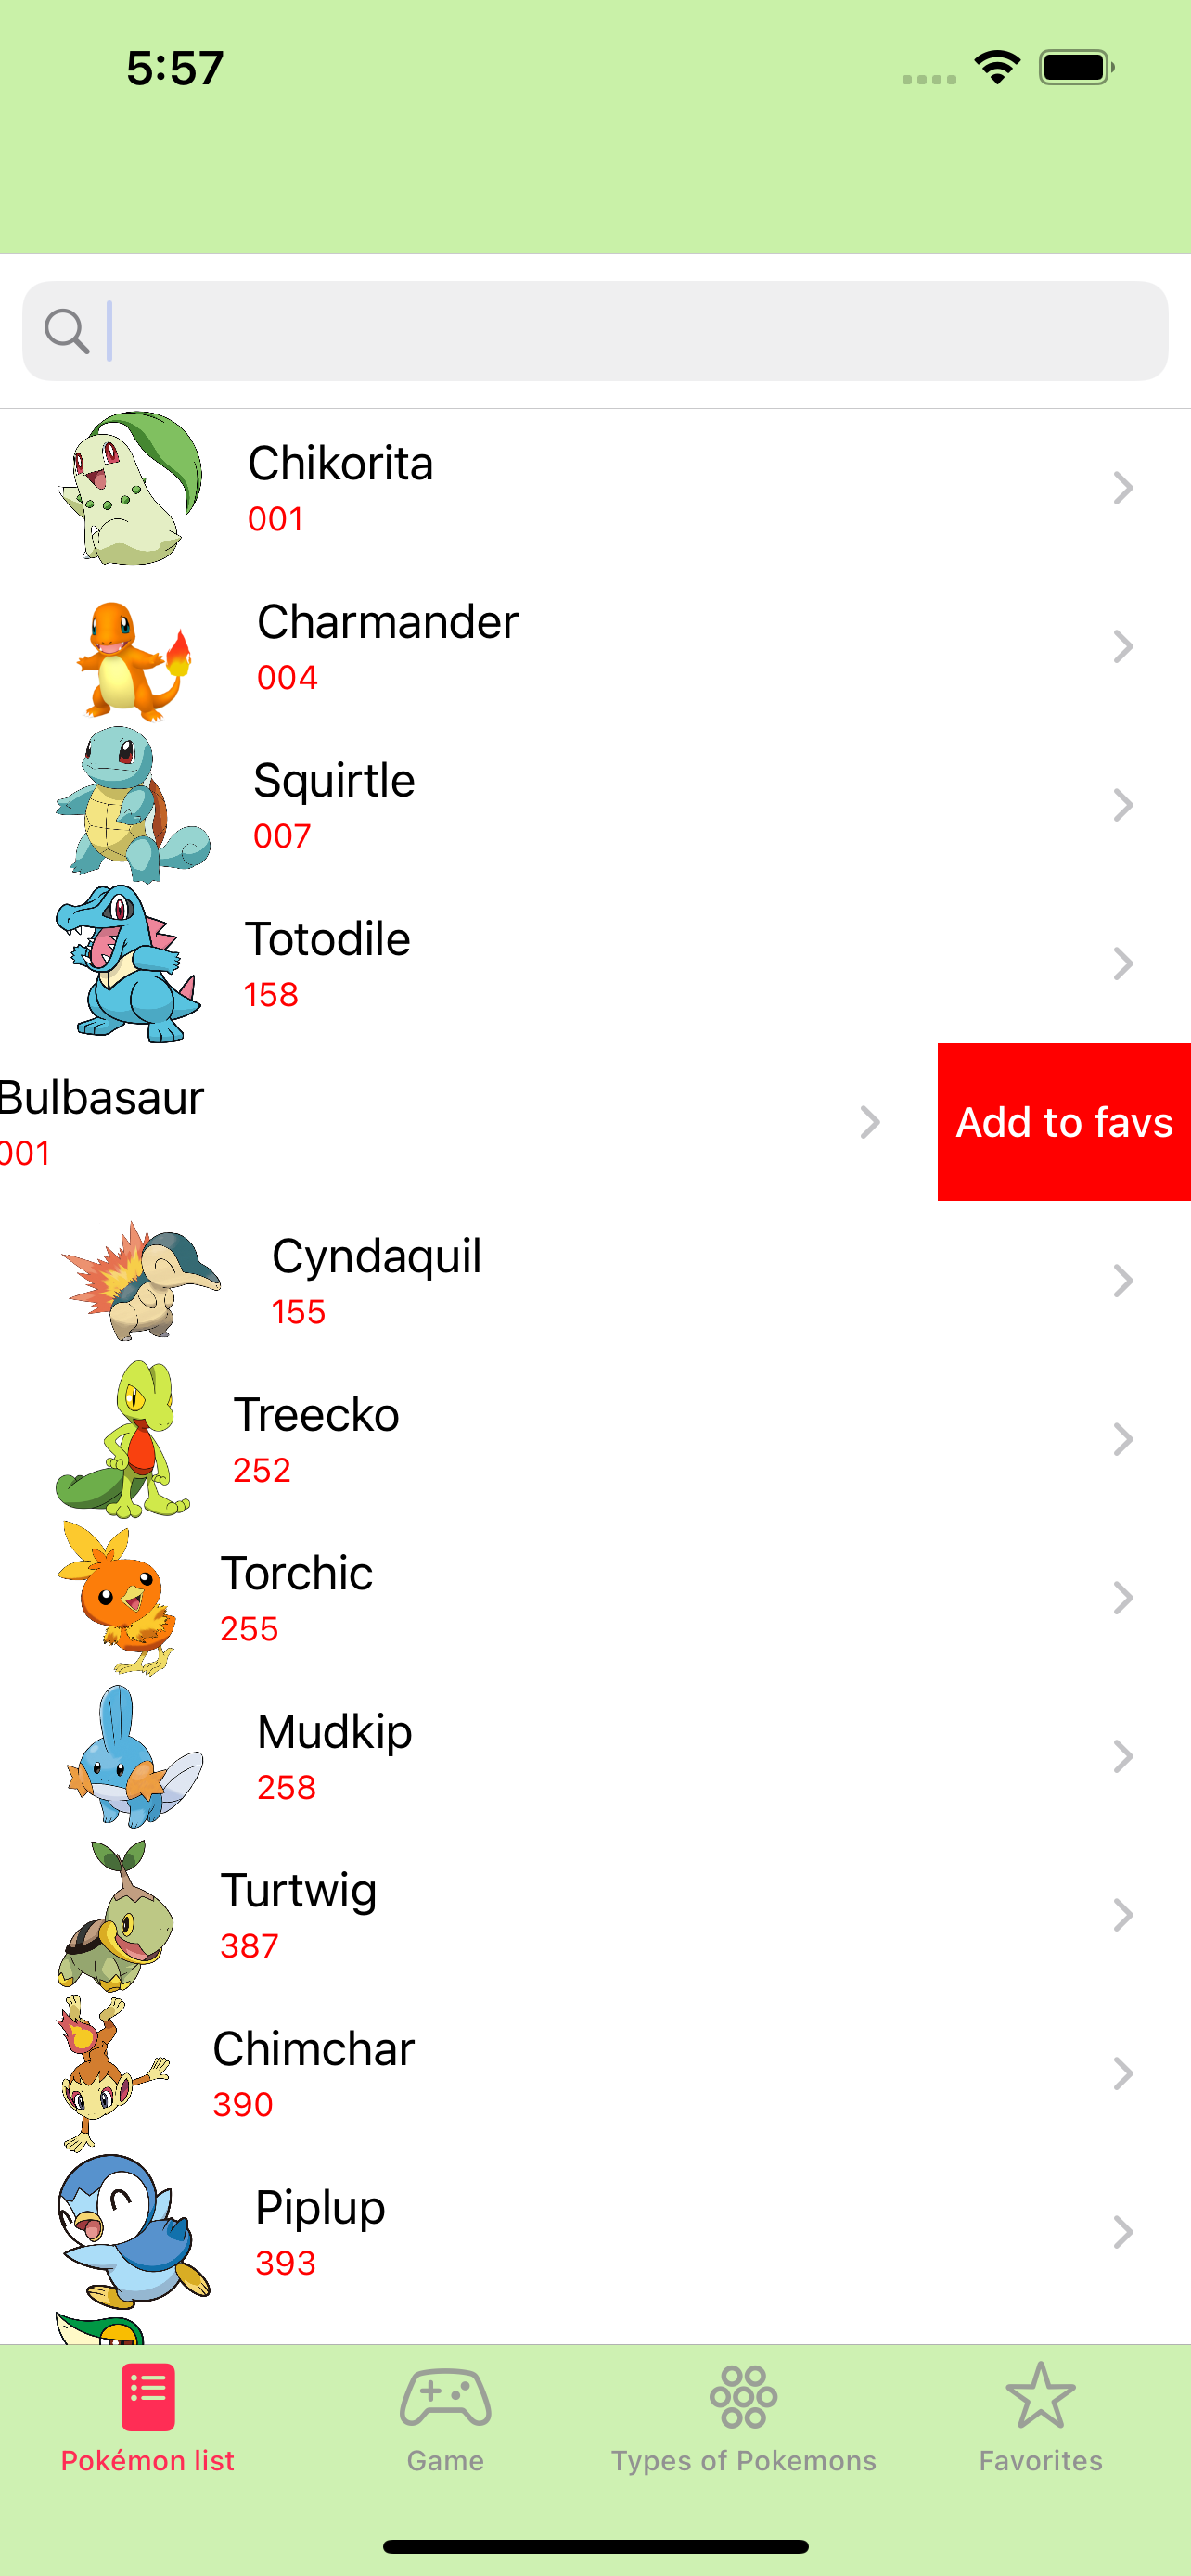 5:57
Chikorita
001
Charmander
004
Squirtle
007
Totodile
158
Bulbasaur
001
Add to favs
Cyndaquil
155
Treecko
252
Torchic
255
Mudkip
258
Turtwig
387
Chimchar
390
Piplup
393
Pokémon list
Game
Types of Pokemons
Favorites